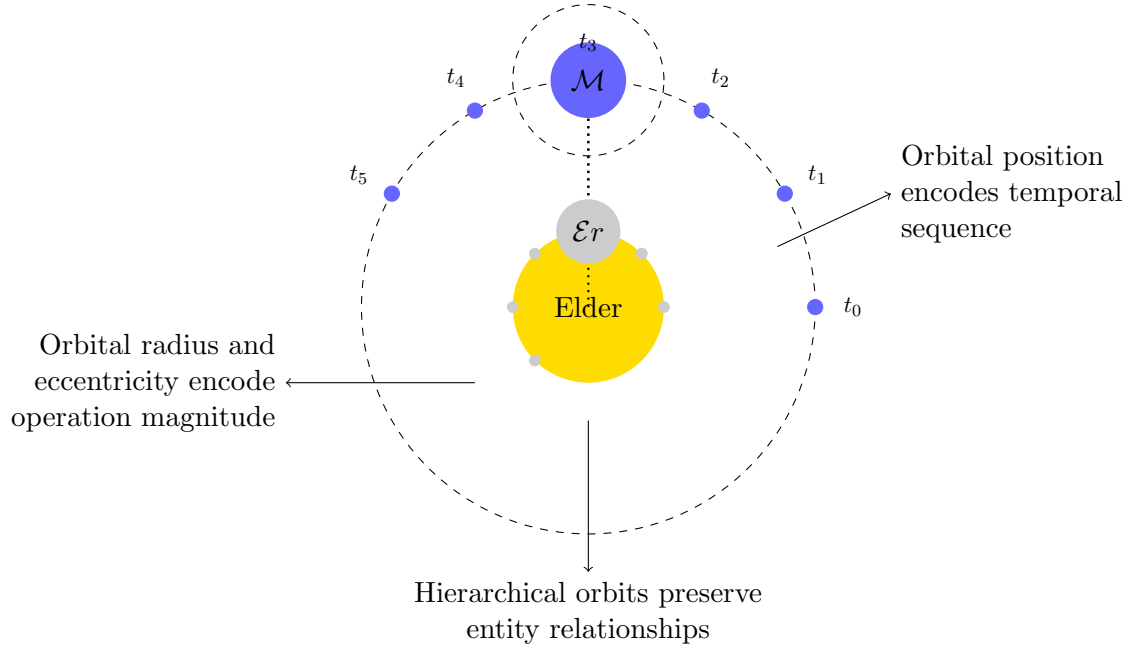 t₃
ℳ
t₄
t₂
t₅
t₁
Orbital position
encodes temporal
sequence
ℰr
Elder
t₀
Orbital radius and
eccentricity encode
operation magnitude
Hierarchical orbits preserve
entity relationships